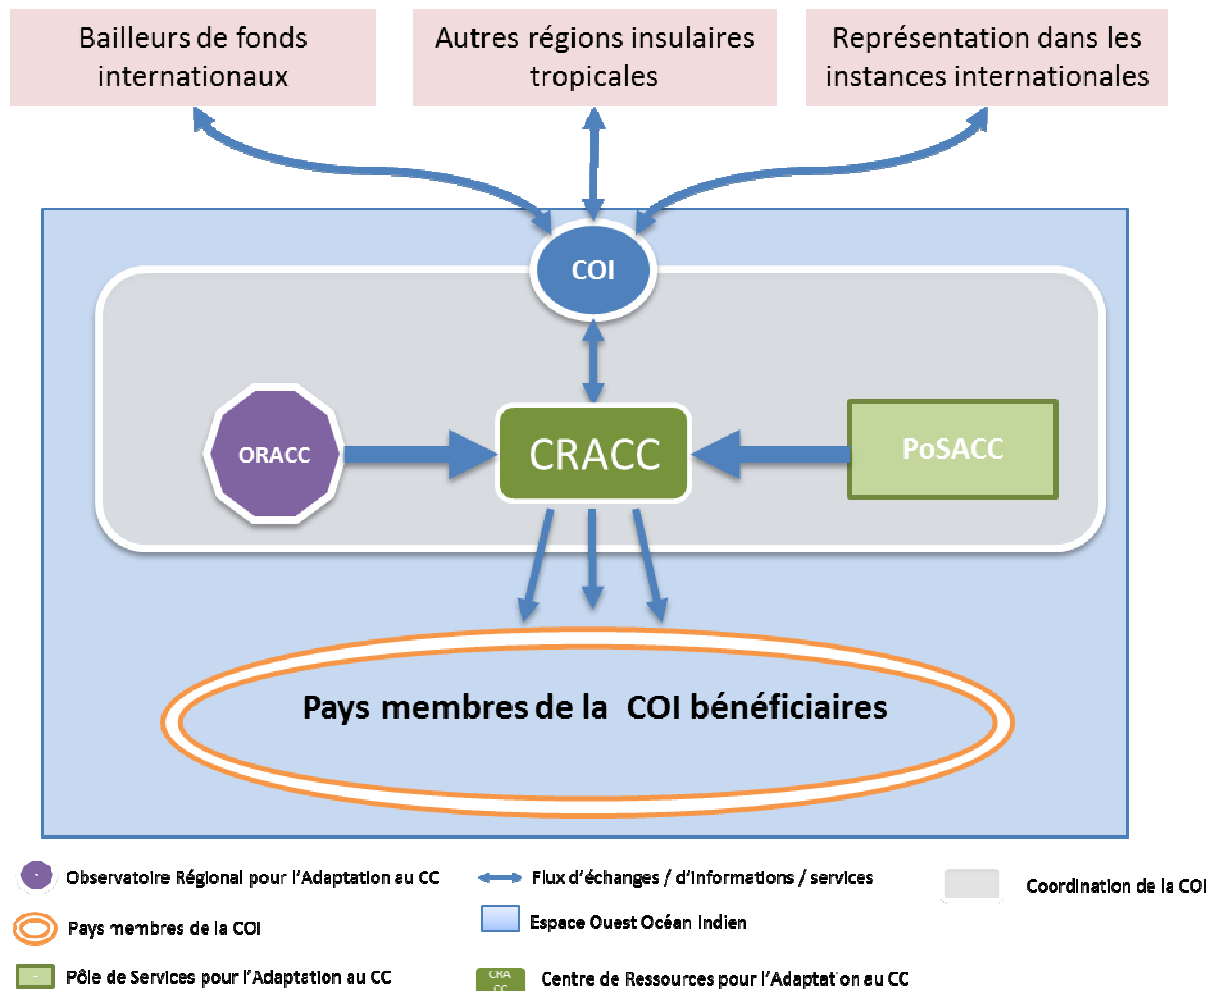 Bailleurs de fonds
internationaux
Autres régions insulaires
tropicales
Représentation dans les
instances internationales
COI
ORACC
CRACC
PoSACC
Pays membres de la COI bénéficiaires
Observatoire Régional pour l'Adaptation au CC
Flux d'échanges / d'informations / services
Coordination de la COI
Pays membres de la COI
Espace Ouest Océan Indien
Pôle de Services pour l'Adaptation au CC
CRA
CC
Centre de Ressources pour l'Adaptation au CC